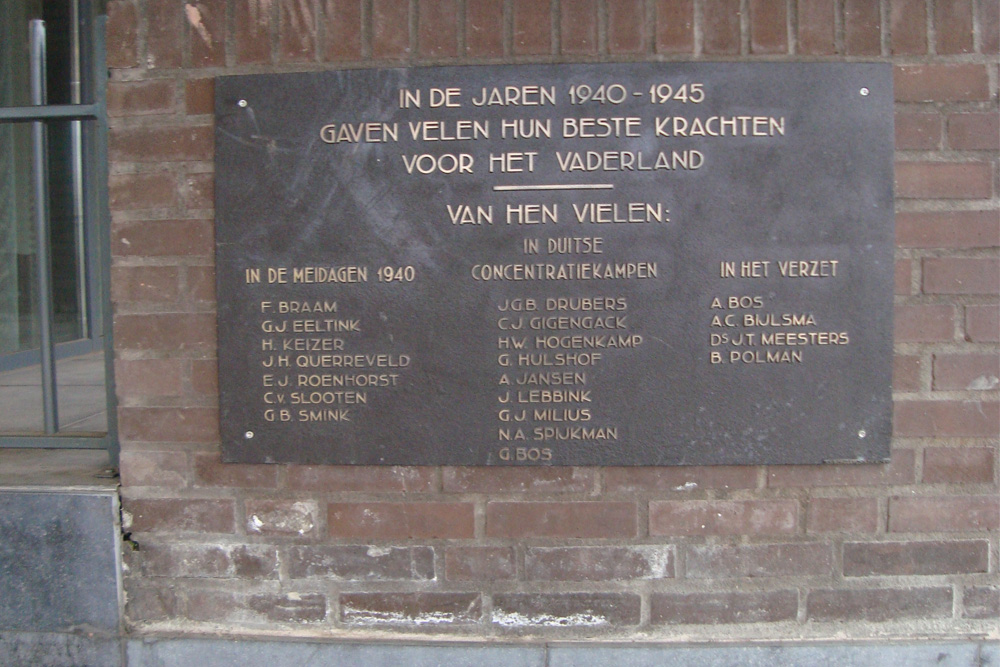 IN DE JAREN 1940-1945
GAVEN VELEN HUN BESTE KRACHTEN
VOOR HET VADERLAND
VAN HEN VIELEN:
IN DE MEIDAGEN 1940
F. BRAAM
G.J. EELTINK
H. KEIZER
J.H. QUERREVELD
E.J. ROENHORST
C.v. SLOOTEN
G.B. SMINK
IN DUITSE
CONCENTRATIEKAMPEN
J.G.B. DRUBERS
C.J. GIGENGACK
H.W. HOGENKAMP
G. HULSHOF
A. JANSEN
J. LEBBINK
G.J. MILIUS
N.A. SPIJKMAN
G. BOS
IN HET VERZET
A. BOS
A.C. BIJLSMA
Ds J.T. MEESTERS
B. POLMAN